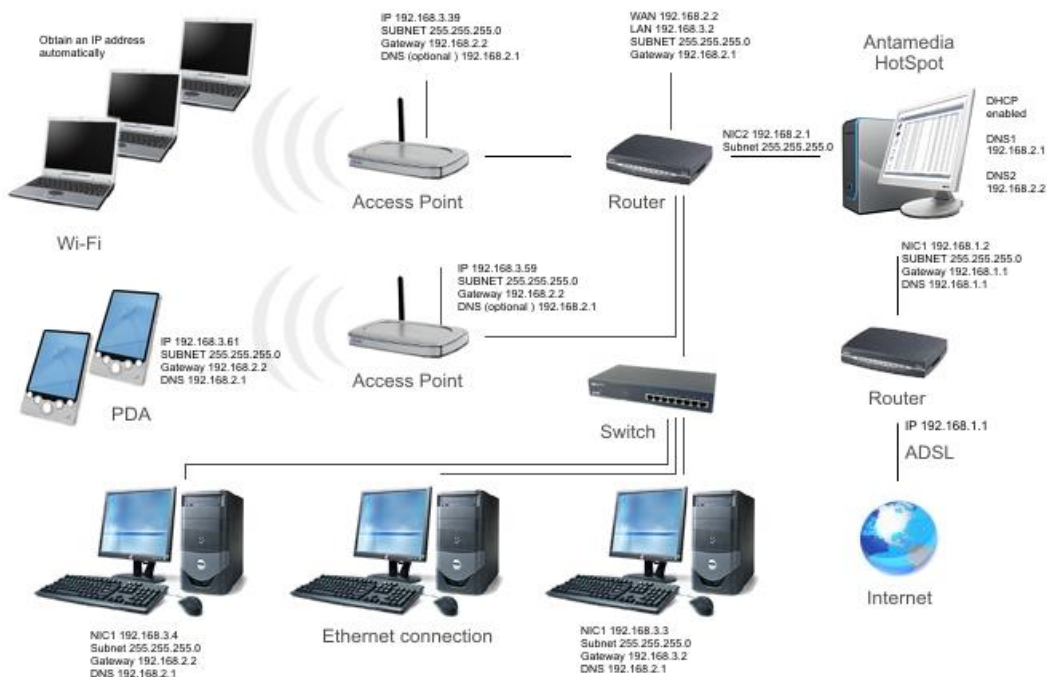 Obtain an IP address
automatically
IP 192.168.3.39
SUBNET 255.255.255.0
Gateway 192.168.2.2
DNS (optional ) 192.168.2.1
WAN 192.168.2.2
LAN 192.168.3.2
SUBNET 255.255.255.0
Gateway 192.168.2.1
Antamedia
HotSpot
DHCP
enabled
DNS1
192.168.2.1
DNS2
192.168.2.2
NIC2 192.168.2.1
Subnet 255.255.255.0
Wi-Fi
Access Point
Router
NIC1 192.168.1.2
SUBNET 255.255.255.0
Gateway 192.168.1.1
DNS 192.168.1.1
IP 192.168.3.59
SUBNET 255.255.255.0
Gateway 192.168.2.2
DNS (optional ) 192.168.2.1
IP 192.168.3.61
SUBNET 255.255.255.0
Gateway 192.168.2.2
DNS 192.168.2.1
PDA
Access Point
Switch
Router
IP 192.168.1.1
ADSL
Internet
NIC1 192.168.3.4
Subnet 255.255.255.0
Gateway 192.168.2.2
DNS 192.168.2.1
Ethernet connection
NIC1 192.168.3.3
Subnet 255.255.255.0
Gateway 192.168.3.2
DNS 192.168.2.1